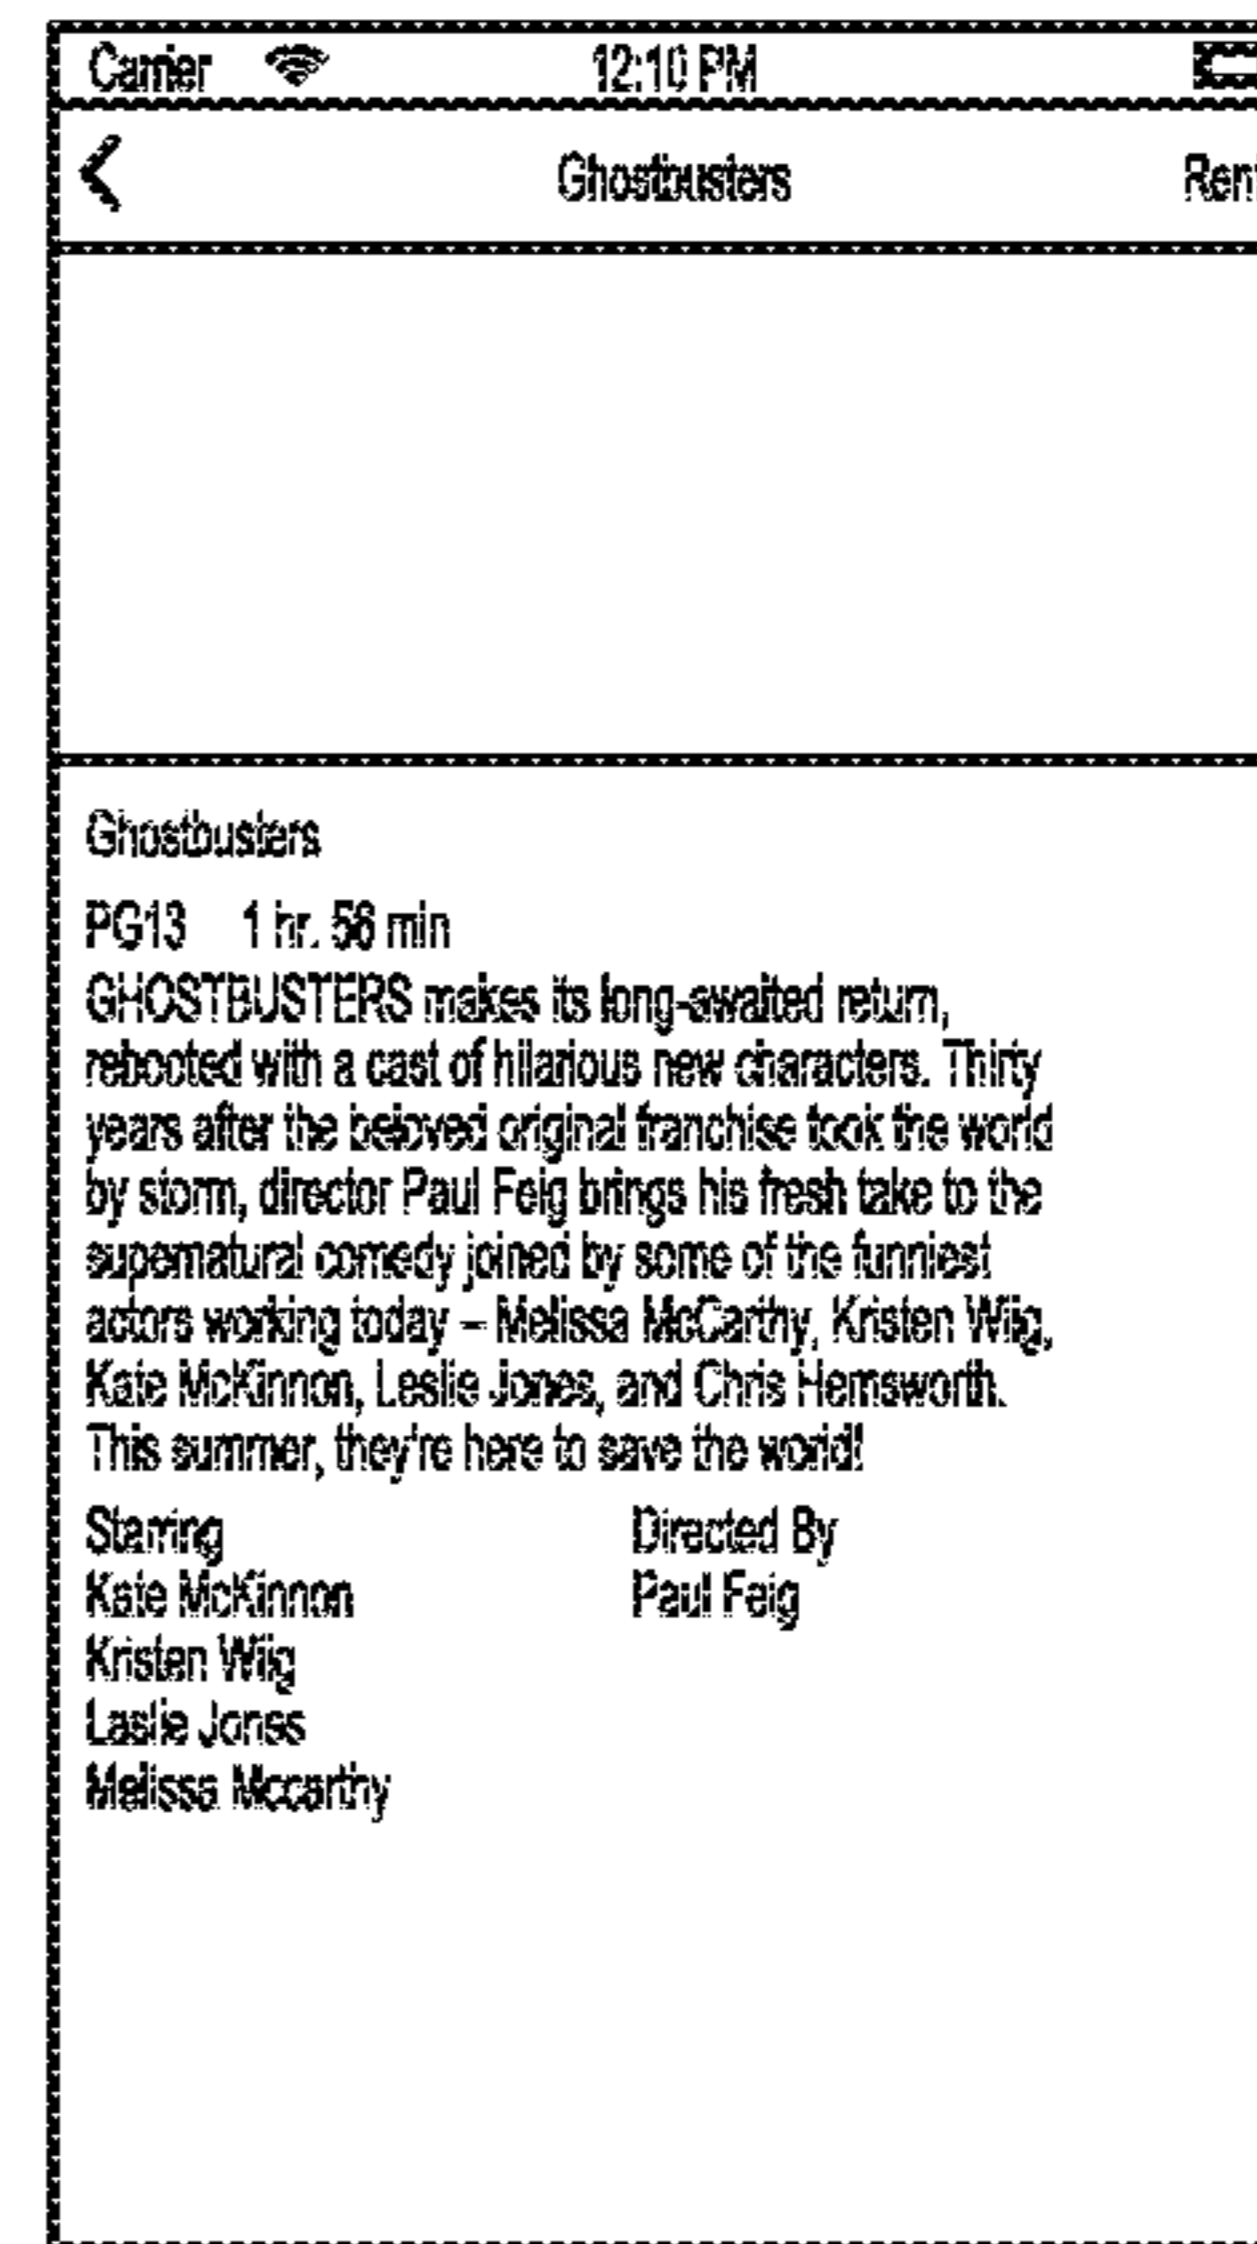 Carrier 12:10 PM
Ghostbusters Rent
Ghostbusters
PG13 1 hr. 56 min
GHOSTBUSTERS makes its long-awaited return,
rebooted with a cast of hilarious new characters. Thirty
years after the beloved original franchise took the world
by storm, director Paul Feig brings his fresh take to the
supernatural comedy joined by some of the funniest
actors working today – Melissa McCarthy, Kristen Wiig,
Kate McKinnon, Leslie Jones, and Chris Hemsworth.
This summer, they're here to save the world!
Starring Directed By
Kate McKinnon Paul Feig
Kristen Wiig
Leslie Jones
Melissa Mccarthy